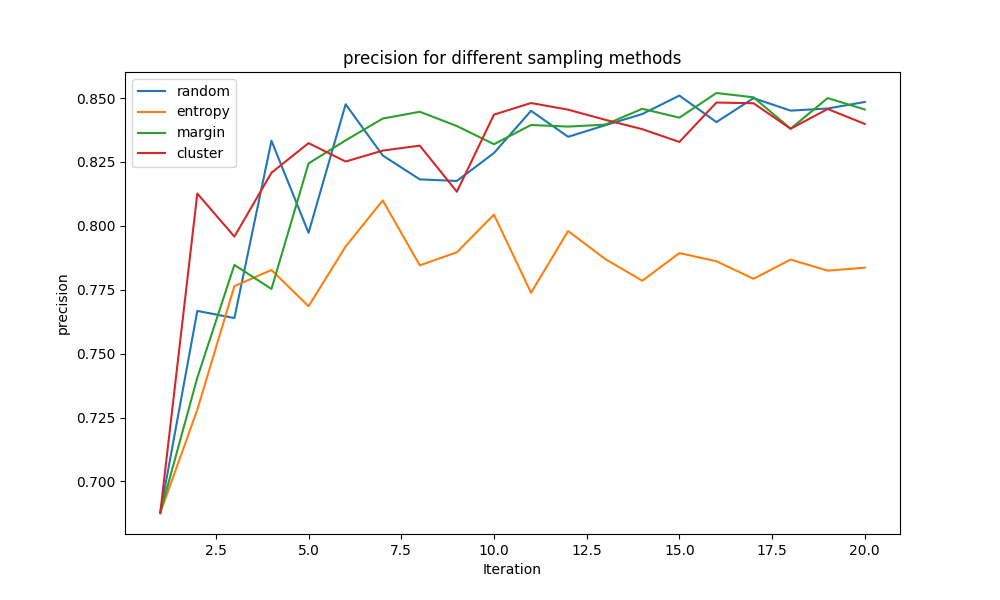 precision for different sampling methods
random
entropy
margin
cluster
0.850
0.825
0.800
0.775
0.750
0.725
0.700
precision
2.5 5.0 7.5 10.0 12.5 15.0 17.5 20.0
Iteration